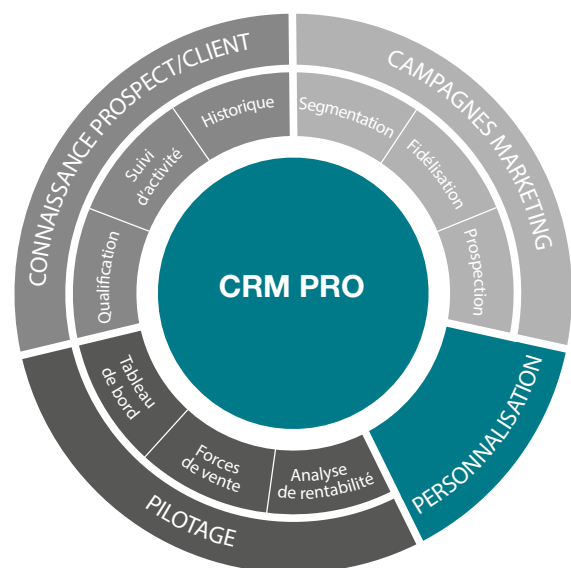 CONNAISSANCE PROSPECT/CLIENT
Qualification
Suivi
d'activité
Historique
CAMPAGNES MARKETING
Segmentation
Fidélisation
Prospection
CRM PRO
PERSONNALISATION
PILOTAGE
Tableau
de bord
Forces
de vente
Analyse
de rentabilité